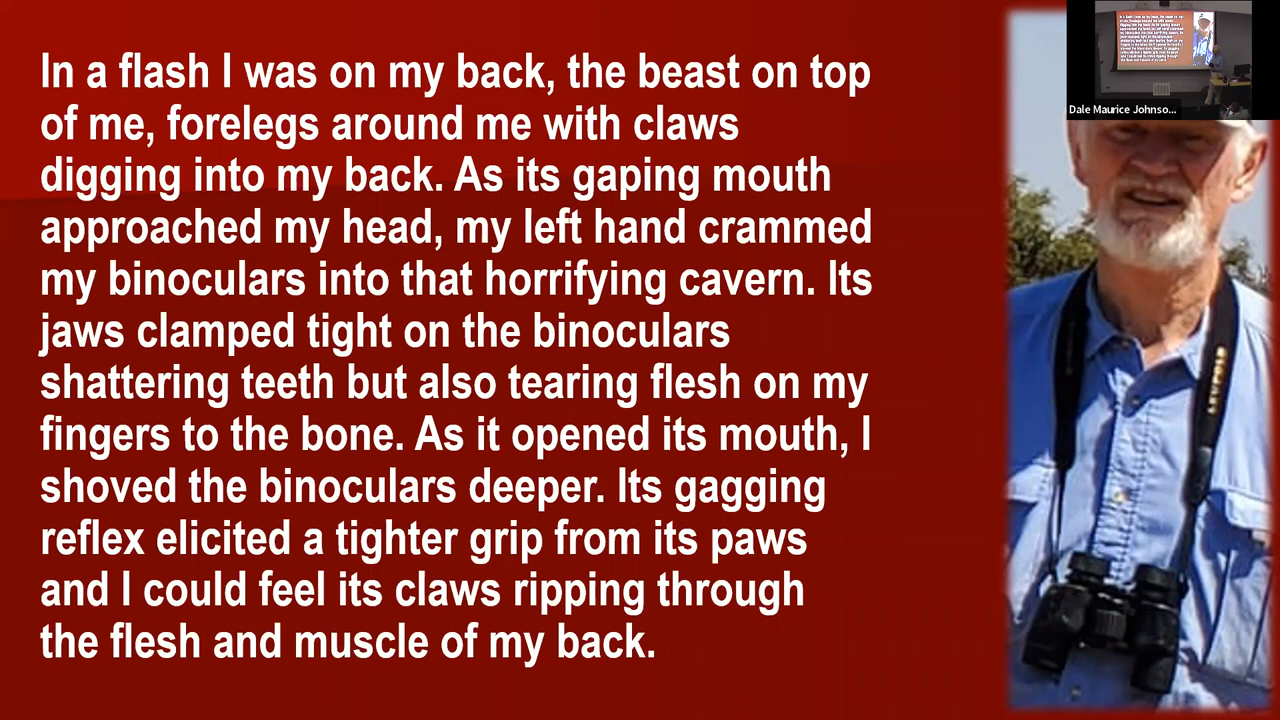 In a flash I was on my back, the beast on top
of me, forelegs around me with claws
digging into my back. As its gaping mouth
approached my head, my left hand crammed
my binoculars into that horrifying cavern. Its
jaws clamped tight on the binoculars
shattering teeth but also tearing flesh on my
fingers to the bone. As it opened its mouth, I
shoved the binoculars deeper. Its gagging
reflex elicited a tighter grip from its paws
and I could feel its claws ripping through
the flesh and muscle of my back.
Dale Maurice Johnso...
LEUPOLD